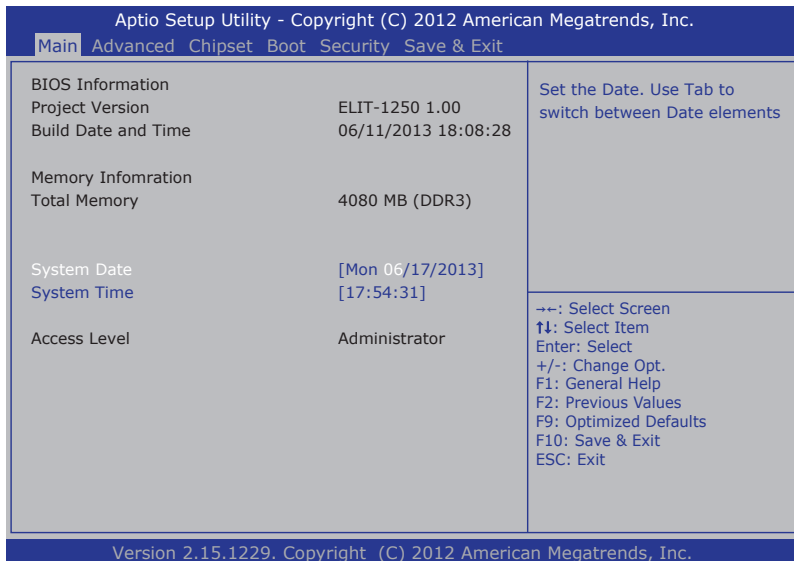 Aptio Setup Utility - Copyright (C) 2012 American Megatrends, Inc.
Main Advanced Chipset Boot Security Save & Exit
BIOS Information
Project Version ELIT-1250 1.00
Build Date and Time 06/11/2013 18:08:28
Memory Infomration
Total Memory 4080 MB (DDR3)
System Date [Mon 06/17/2013]
System Time [17:54:31]
Access Level Administrator
Set the Date. Use Tab to
switch between Date elements
→←: Select Screen
↑↓: Select Item
Enter: Select
+/-: Change Opt.
F1: General Help
F2: Previous Values
F9: Optimized Defaults
F10: Save & Exit
ESC: Exit
Version 2.15.1229. Copyright (C) 2012 American Megatrends, Inc.